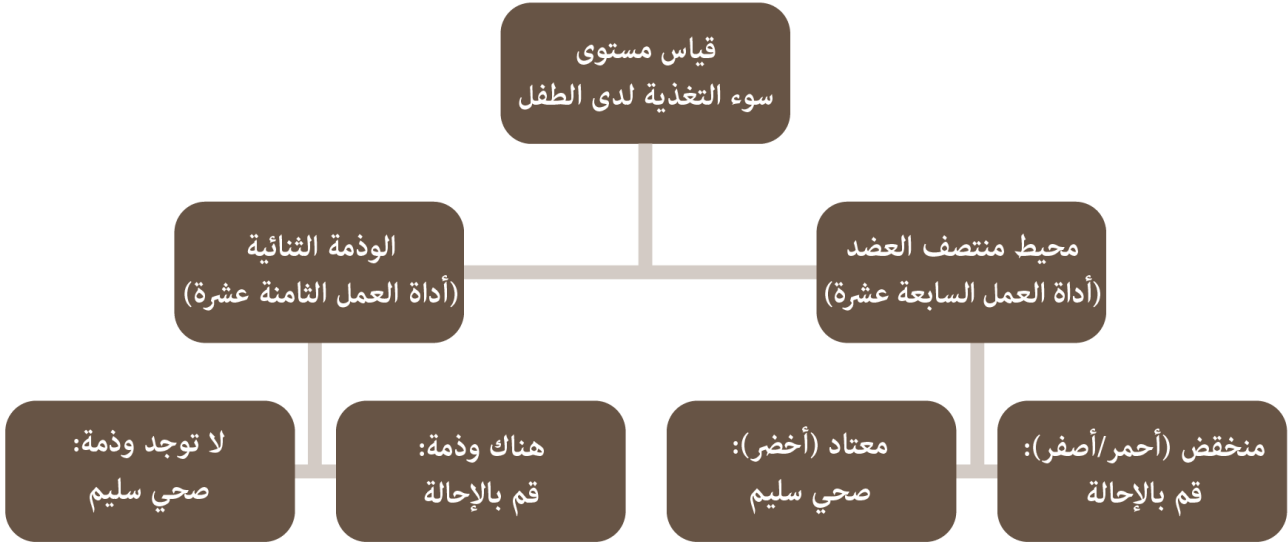 قياس مستوى
سوء التغذية لدى الطفل
محيط منتصف العضد
(أداة العمل السابعة عشرة)
الوذمة الثنائية
(أداة العمل الثامنة عشرة)
منخقض (أحمر/أصفر):
قم بالإحالة
معتاد (أخضر):
صحي سليم
هناك وذمة:
قم بالإحالة
لا توجد وذمة:
صحي سليم